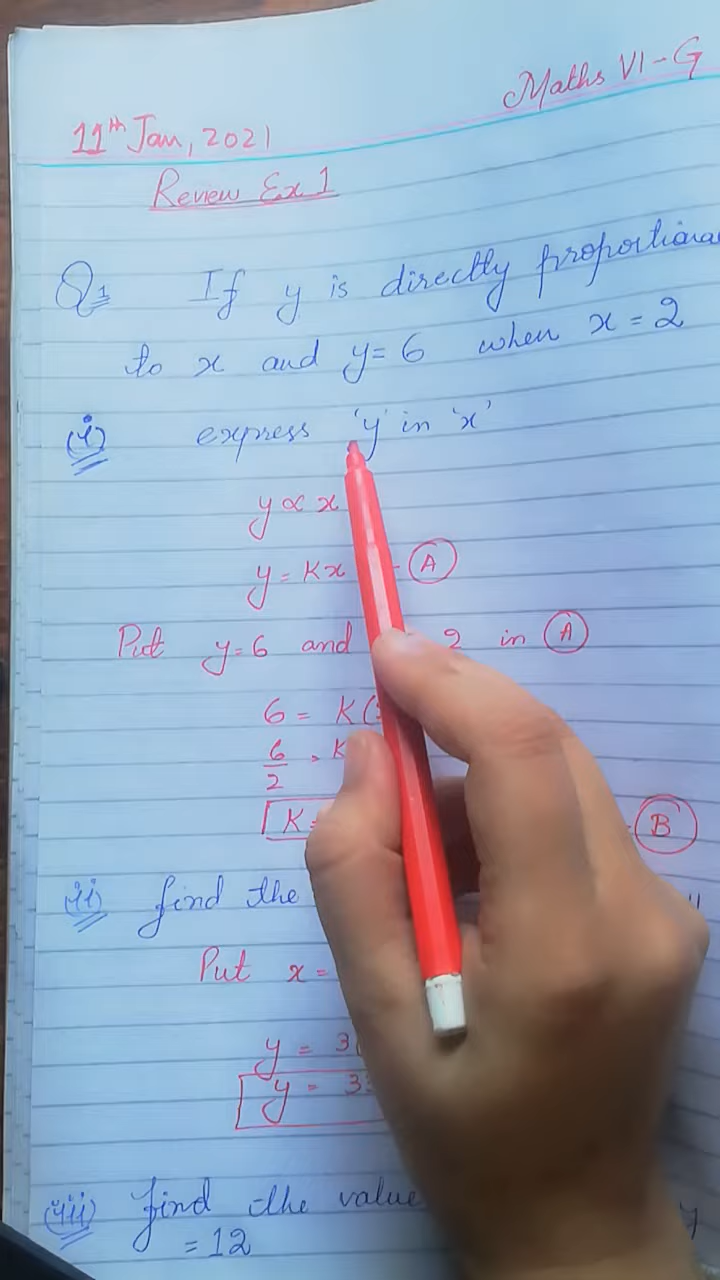 Maths VI-G
11th Jan, 2021
Review Ex 1
Q1 If y is directly proportional
to x and y=6 when x=2
(i) express 'y' in 'x'
y ∝ x
y = Kx - (A)
Put y=6 and 2 in (A)
6 = K(
6/2 = K
K= (B)
(ii) find the
Put x=
y = 3(
y = 33
(iii) find the value y
=12